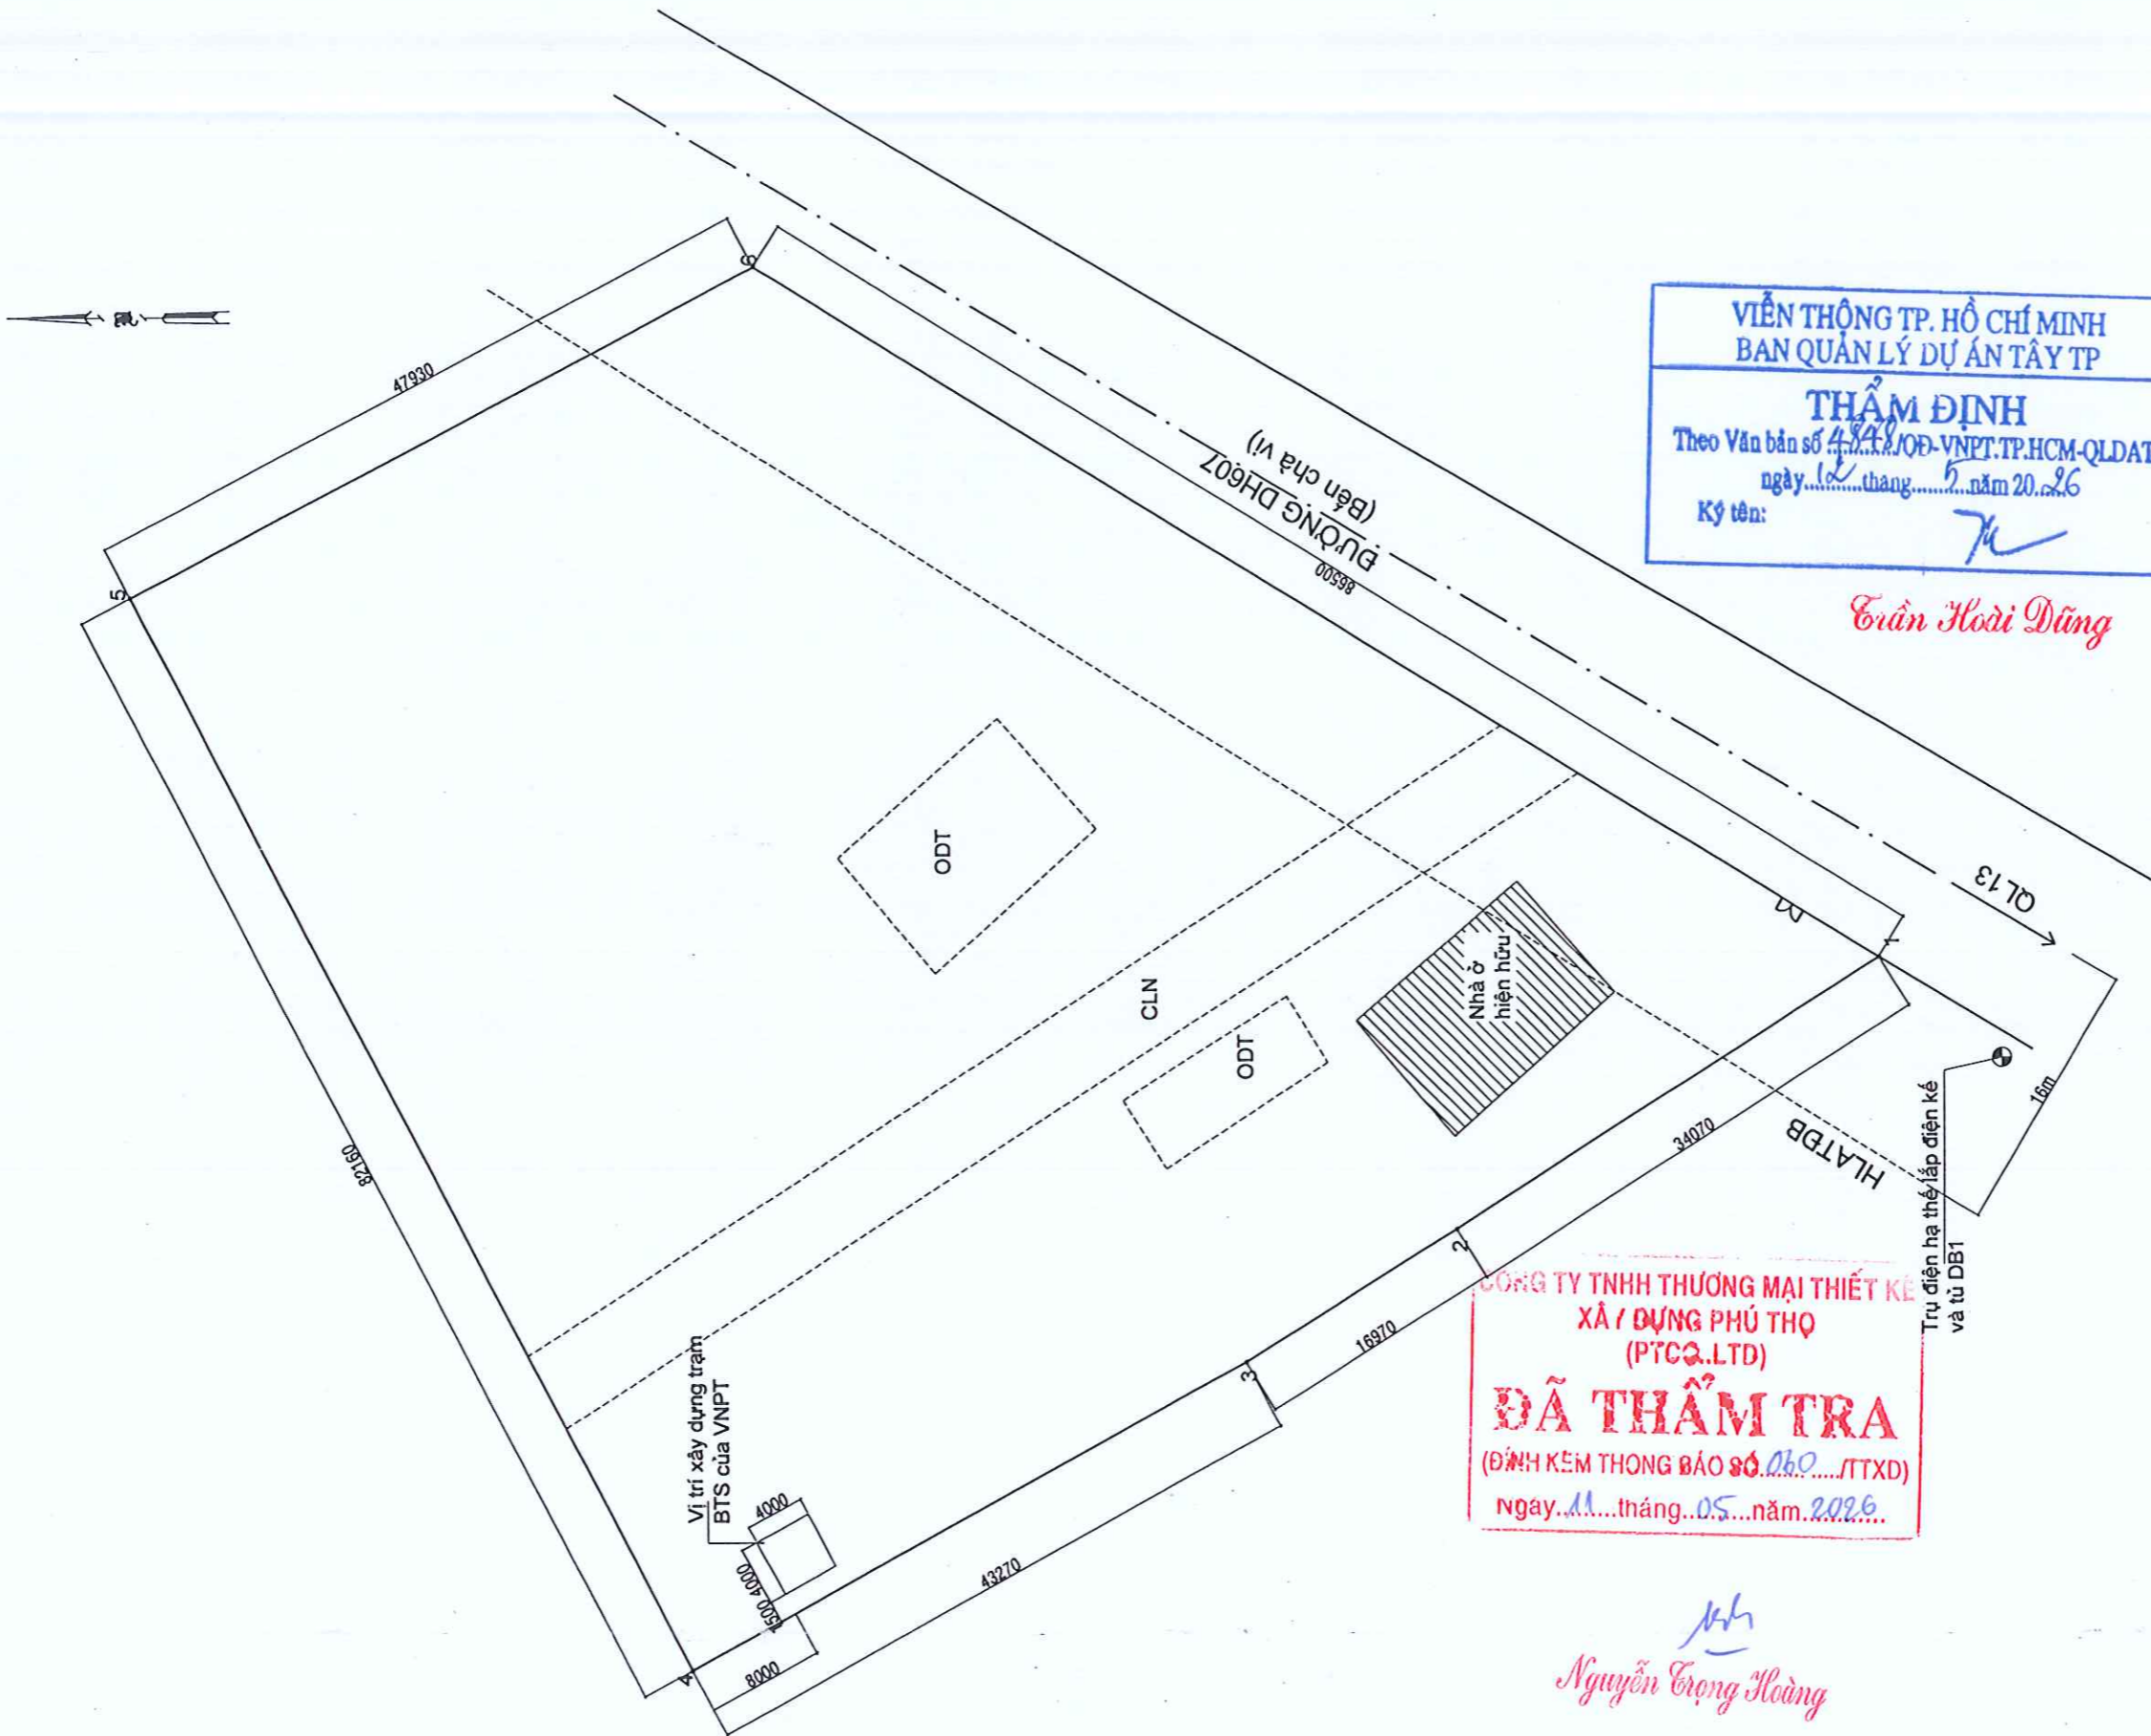 47930
6
5
ĐƯỜNG DH607
(Bến chà vi)
86500
VIỄN THÔNG TP. HỒ CHÍ MINH
BAN QUẢN LÝ DỰ ÁN TÂY TP
THẨM ĐỊNH
Theo Văn bản số 4848/QĐ-VNPT.TP.HCM-QLDAT
ngày 12 tháng 5 năm 20 26
Ký tên:
Trần Hoài Dũng
ODT
CLN
ODT
Nhà ở
hiện hữu
QL13
1
82160
34070
HLATĐB
16m
Trụ điện hạ thế lắp điện kế
và tủ DB1
2
3
16970
Vị trí xây dựng trạm
BTS của VNPT
4000
4000
1500
8000
4
43270
CÔNG TY TNHH THƯƠNG MẠI THIẾT KẾ
XÂY DỰNG PHÚ THỌ
(PTCO.LTD)
ĐÃ THẨM TRA
(ĐÍNH KÈM THÔNG BÁO SỐ 060 /TTXD)
Ngày 11 tháng 05 năm 2026
Nguyễn Trọng Hoàng